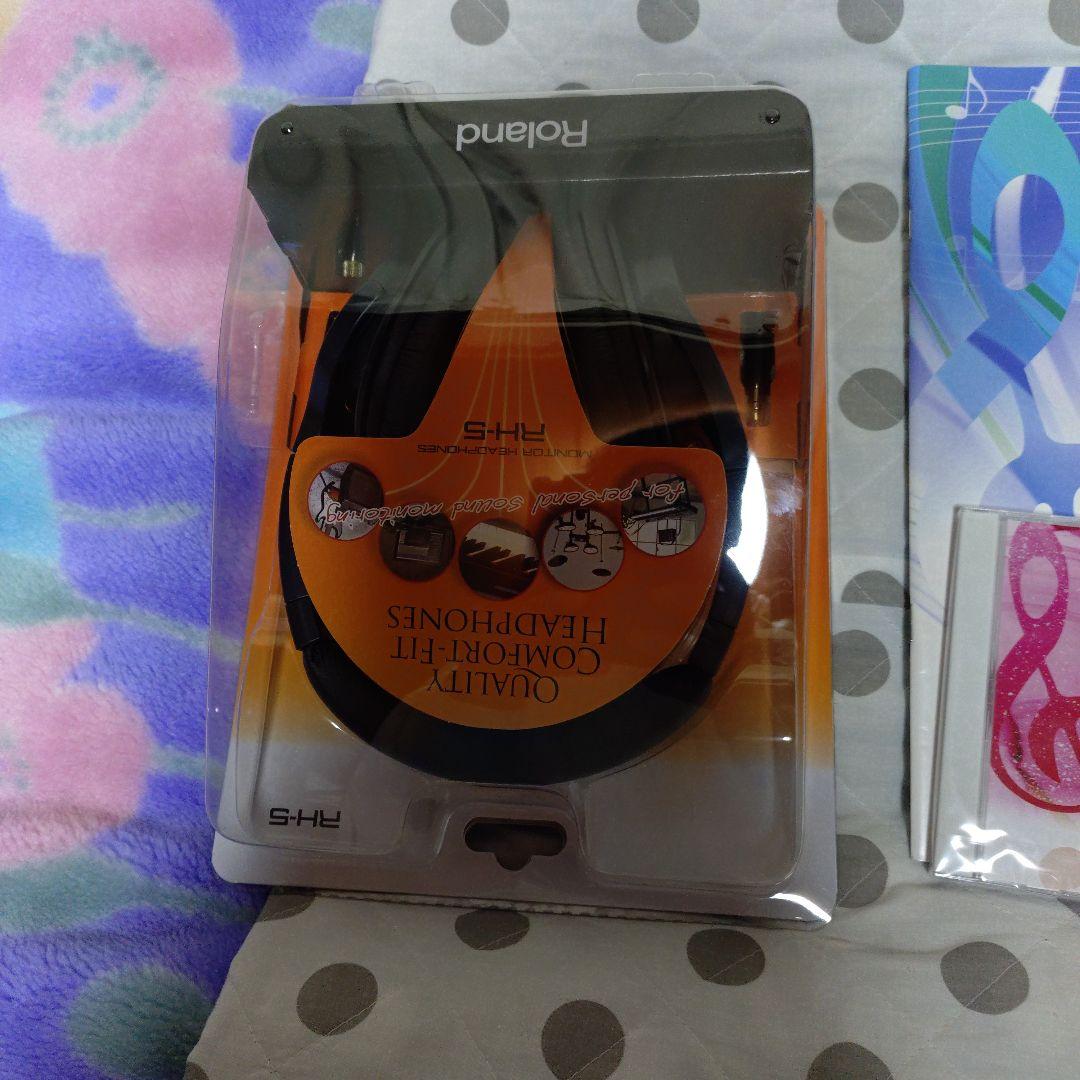 RH-5
QUALITY
COMFORT-FIT
HEADPHONES
for personal sound monitoring
MONITOR HEADPHONES
RH-5
Roland